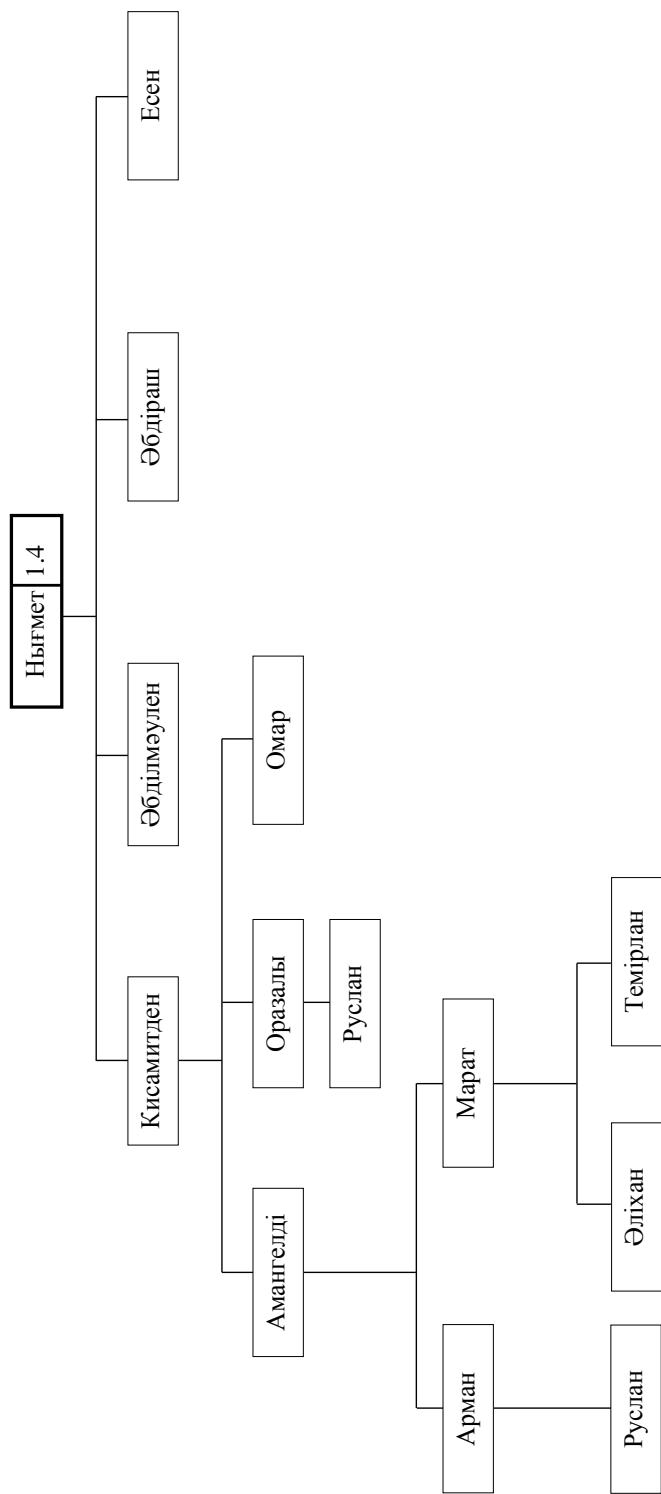 Нығмет 1.4
Кисамитден
Әбділмәулен
Әбдіраш
Есен
Амангелді
Оразалы
Омар
Руслан
Арман
Марат
Руслан
Әліхан
Темірлан